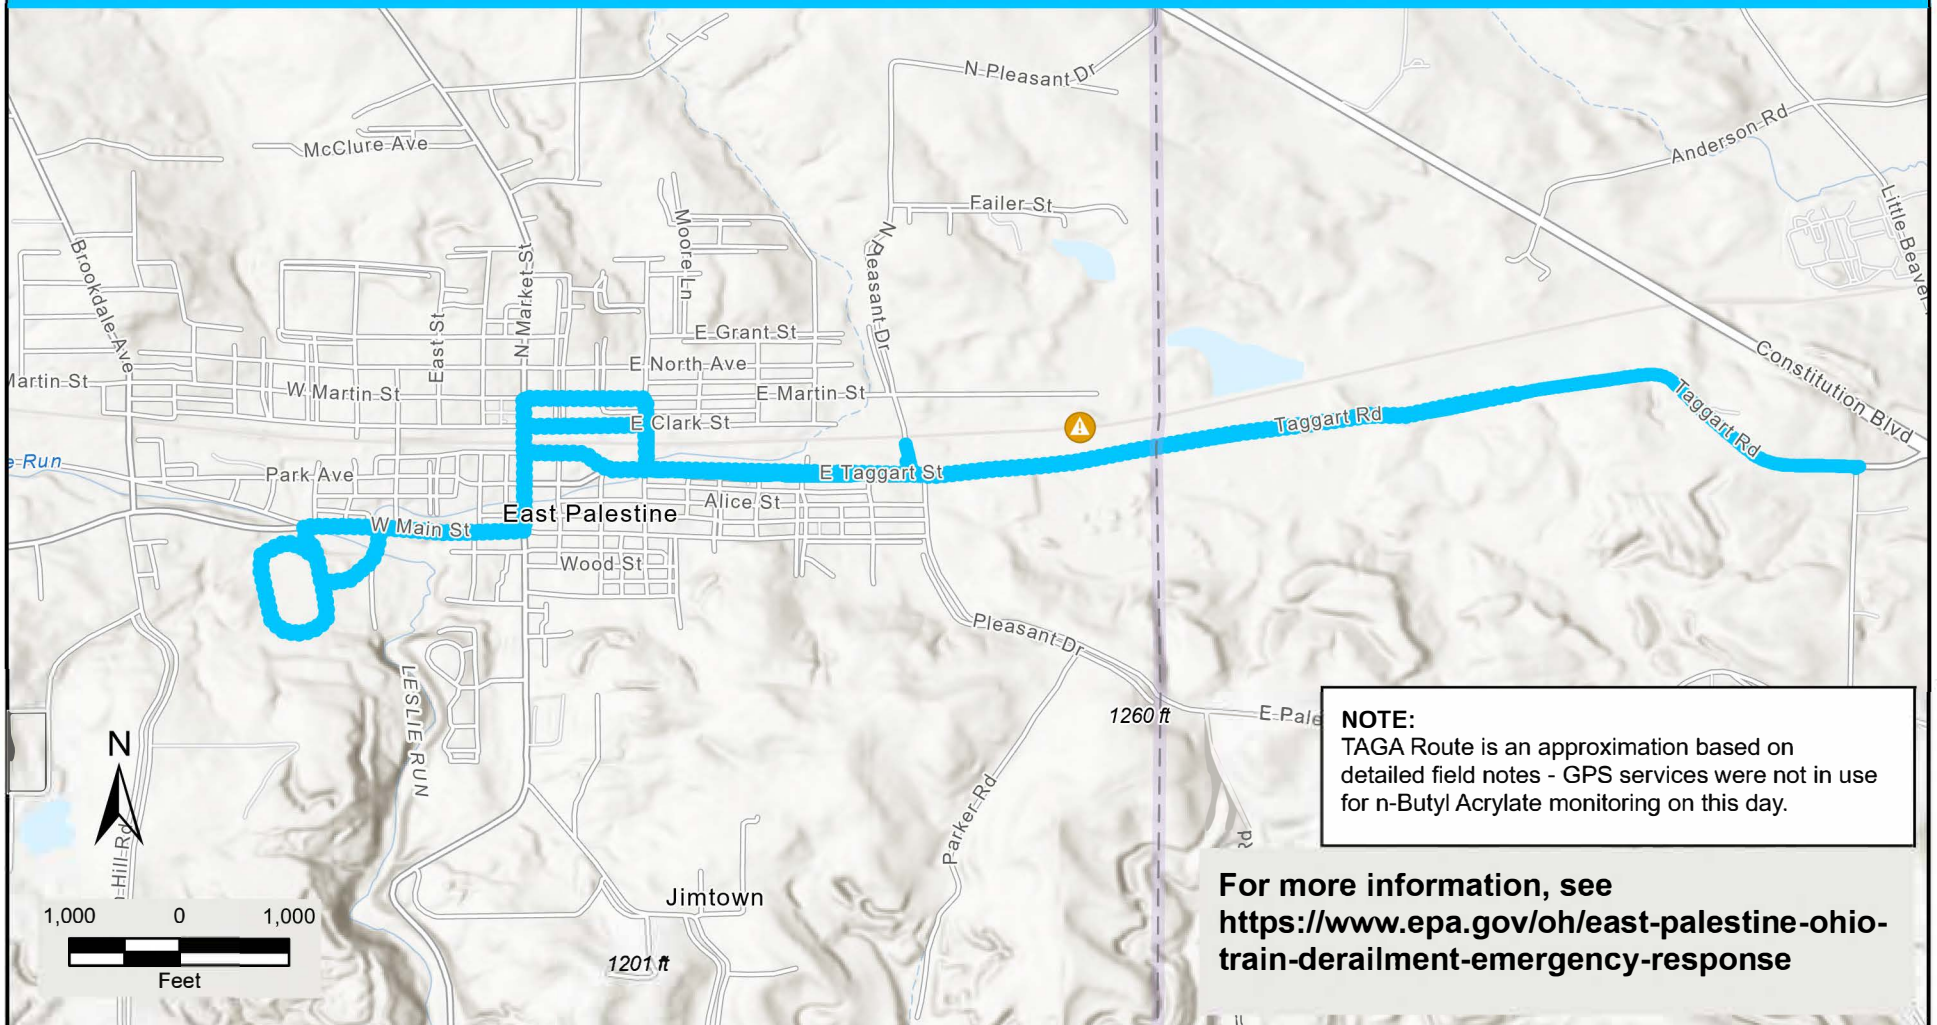 N Pleasant Dr
Anderson Rd
McClure Ave
Little Beaver
Failer St
Moore Ln
N Pleasant Dr
Brookdale Ave
N Market St
East St
E Grant St
Constitution Blvd
E North Ave
Martin St
W Martin St
E Martin St
Taggart Rd
Taggart Rd
E Clark St
e Run
Park Ave
E Taggart St
Alice St
East Palestine
W Main St
Wood St
Pleasant Dr
LESLIE RUN
1260 ft
E Pale
NOTE:
TAGA Route is an approximation based on
detailed field notes - GPS services were not in use
for n-Butyl Acrylate monitoring on this day.
N
Parker Rd
Rd
Hill Rd
Jimtown
For more information, see
https://www.epa.gov/oh/east-palestine-ohio-
train-derailment-emergency-response
1,000 0 1,000
Feet
1201 ft